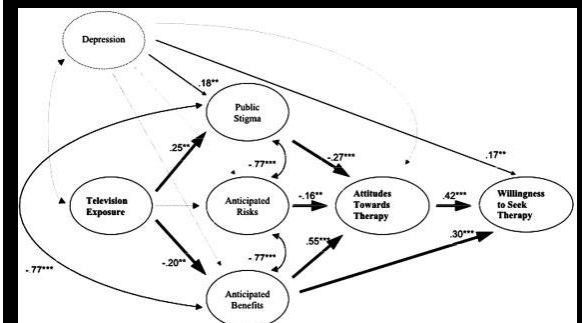 Depression
.18**
Public
Stigma
.25**
-.27***
.17**
-.77***
Television
Exposure
Anticipated
Risks
-.16**
Attitudes
Towards
Therapy
.42***
Willingness
to Seek
Therapy
-.20**
-.77***
.55***
.30***
-.77***
Anticipated
Benefits